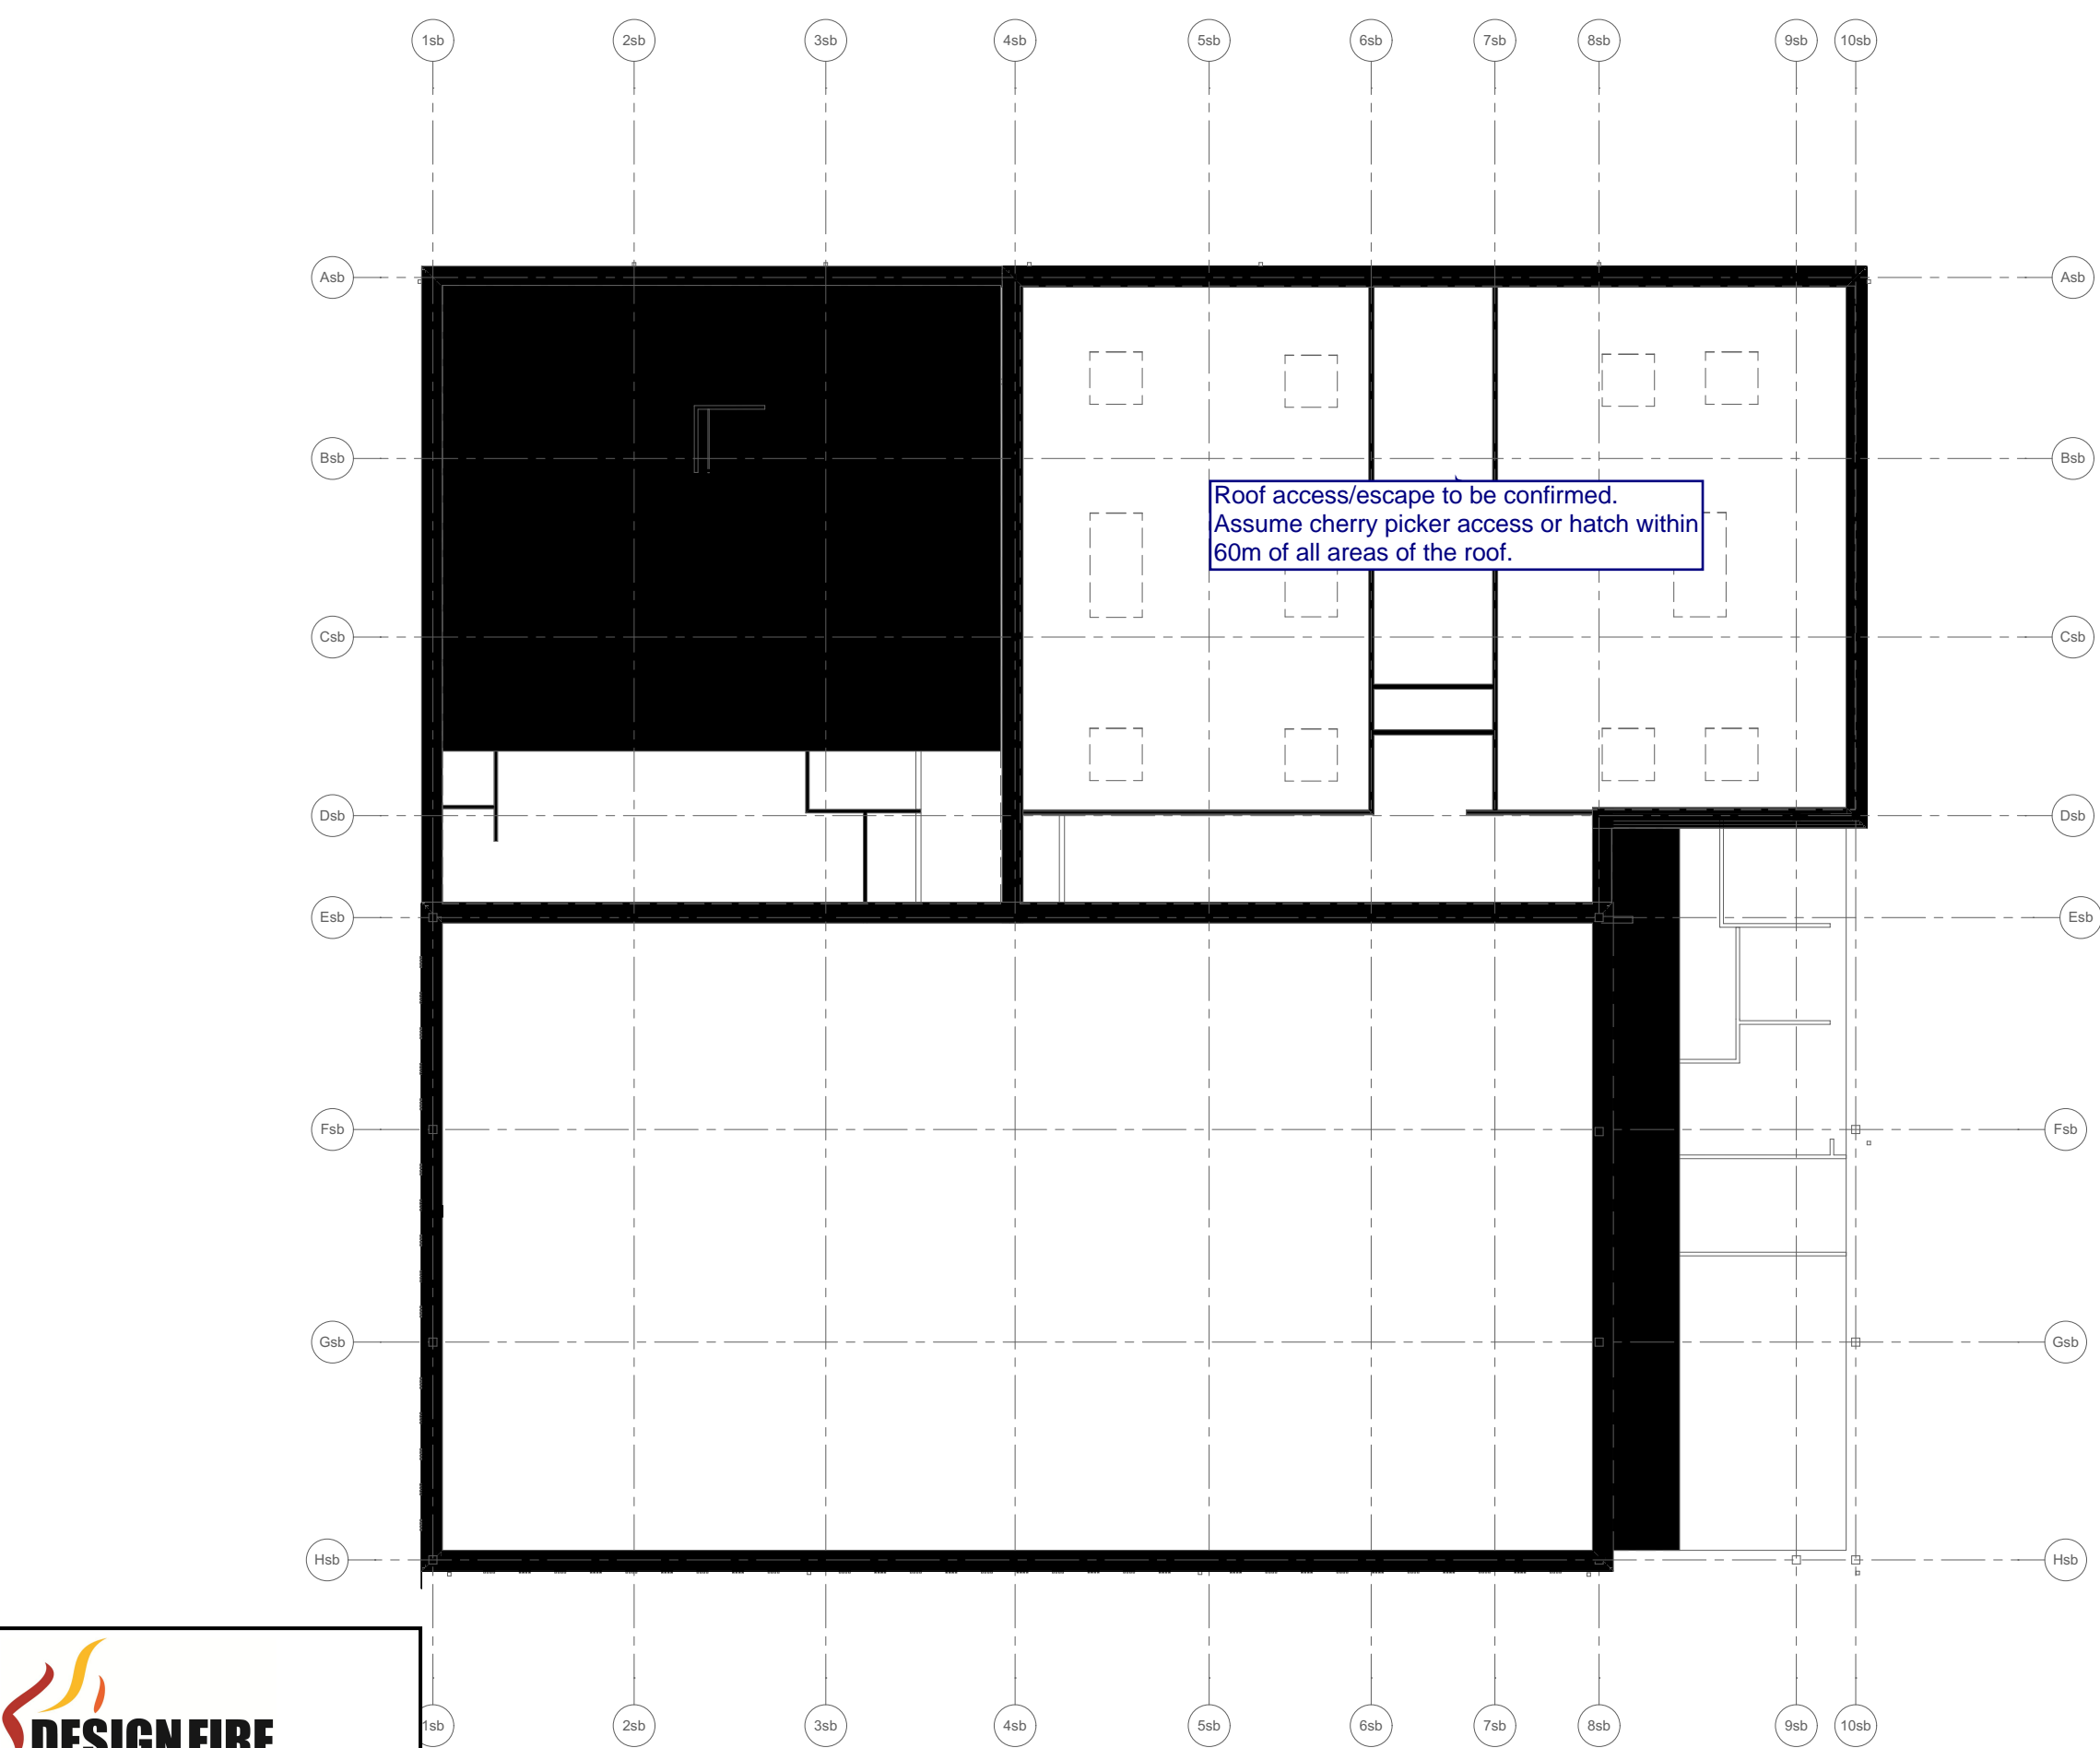 1sb 2sb 3sb 4sb 5sb 6sb 7sb 8sb 9sb 10sb
Asb Asb
Bsb Bsb
Roof access/escape to be confirmed.
Assume cherry picker access or hatch within
60m of all areas of the roof.
Csb Csb
Dsb Dsb
Esb Esb
Fsb Fsb
Gsb Gsb
Hsb Hsb
1sb 2sb 3sb 4sb 5sb 6sb 7sb 8sb 9sb 10sb
DESIGN FIRE